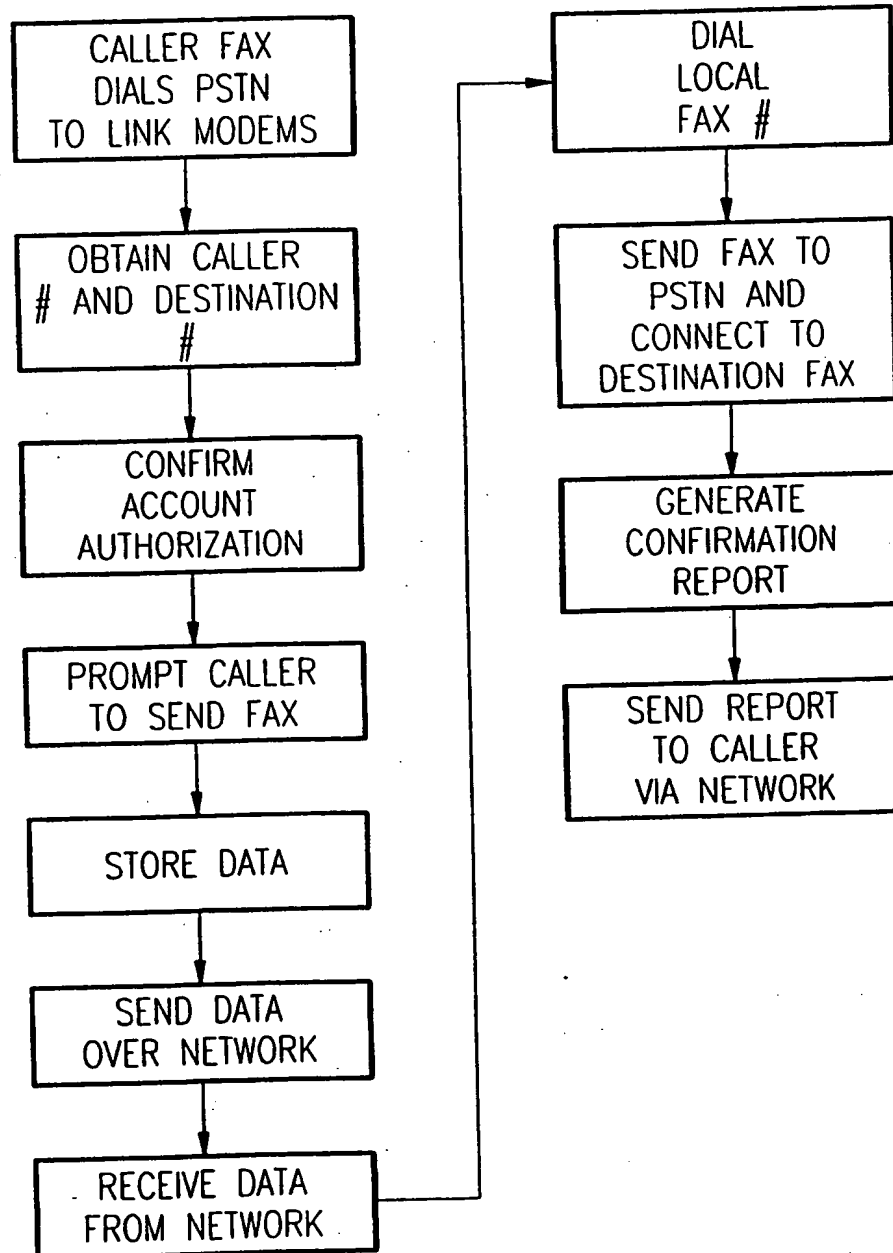 CALLER FAX
DIALS PSTN
TO LINK MODEMS
OBTAIN CALLER
# AND DESTINATION
#
CONFIRM
ACCOUNT
AUTHORIZATION
PROMPT CALLER
TO SEND FAX
STORE DATA
SEND DATA
OVER NETWORK
RECEIVE DATA
FROM NETWORK
DIAL
LOCAL
FAX #
SEND FAX TO
PSTN AND
CONNECT TO
DESTINATION FAX
GENERATE
CONFIRMATION
REPORT
SEND REPORT
TO CALLER
VIA NETWORK